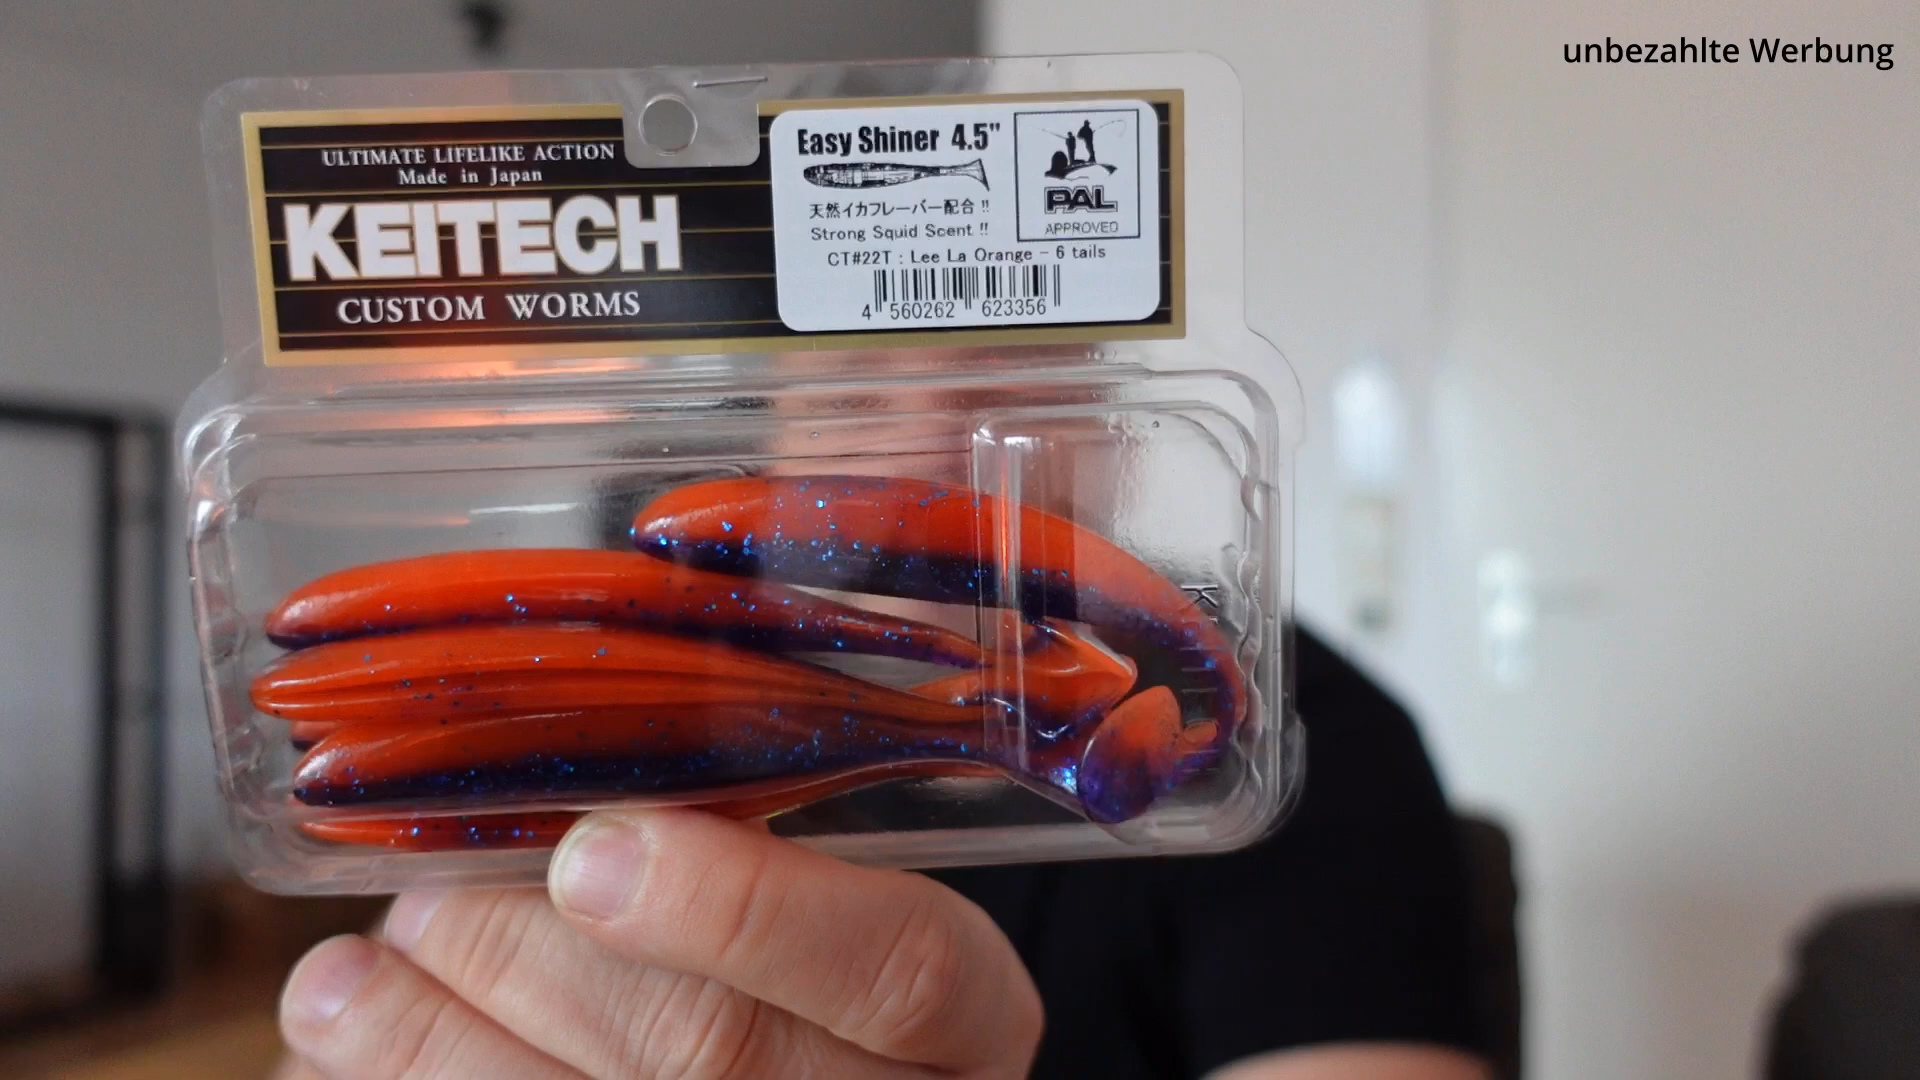 unbezahlte Werbung
ULTIMATE LIFELIKE ACTION
Made in Japan
KEITECH
CUSTOM WORMS
Easy Shiner 4.5"
天然イカフレーバー配合 !!
Strong Squid Scent !!
PAL
APPROVED
CT#22T : Lee La Orange - 6 tails
4 560262 623356